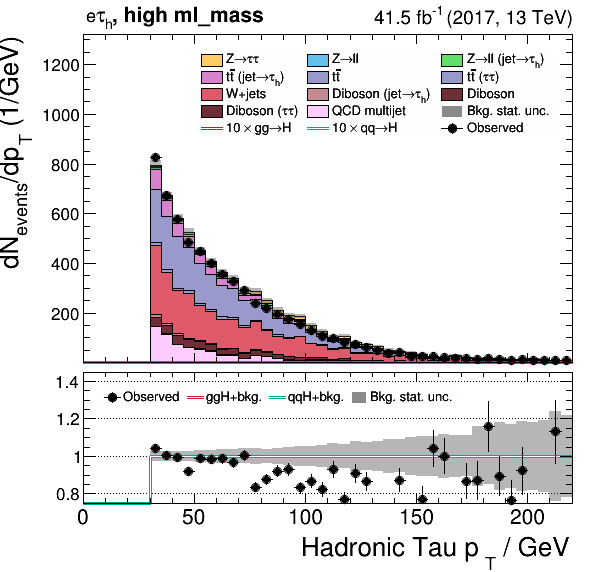 eτh, high ml_mass 41.5 fb-1 (2017, 13 TeV)
dNevents/dpT (1/GeV)
Z→ττ Z→ll Z→ll (jet→τh)
tt̄ (jet→τh) tt̄ tt̄ (ττ)
W+jets Diboson (jet→τh) Diboson
Diboson (ττ) QCD multijet Bkg. stat. unc.
10 × gg→H 10 × qq→H Observed
1200
1000
800
600
400
200
1.4
Observed ggH+bkg. qqH+bkg. Bkg. stat. unc.
1.2
1
0.8
0 50 100 150 200
Hadronic Tau pT / GeV